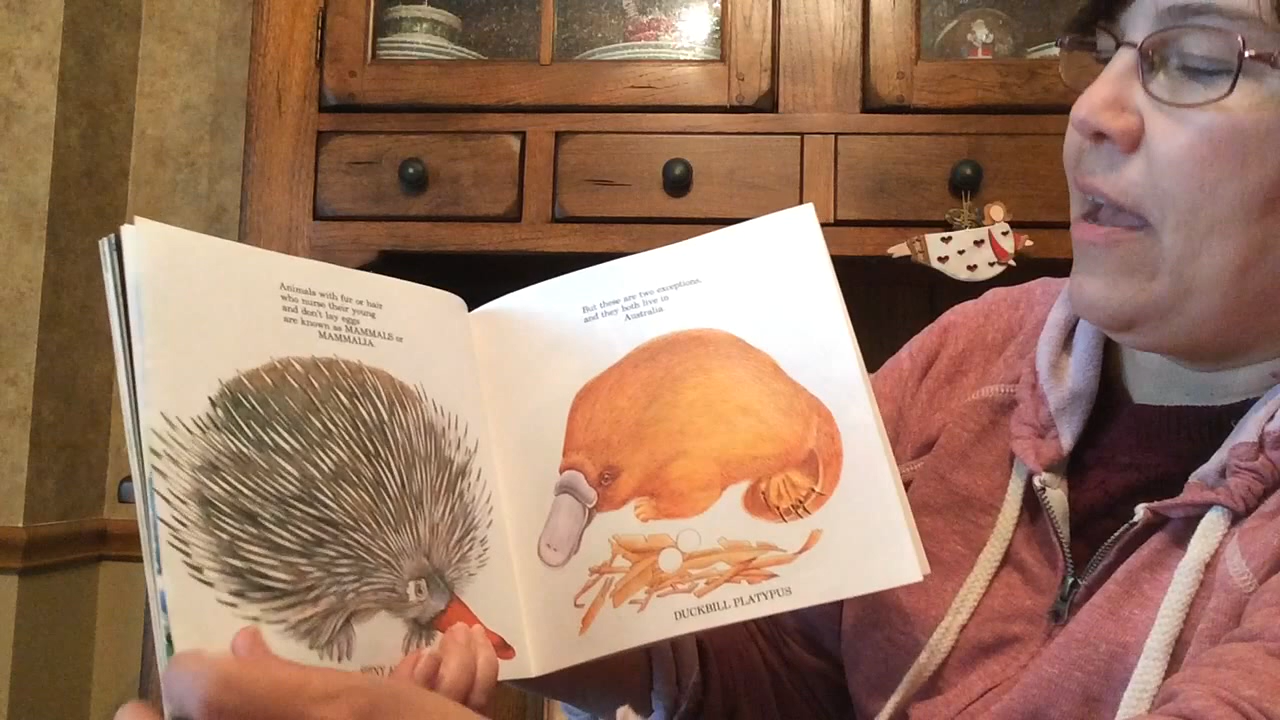 Animals with fur or hair
who nurse their young
and don't lay eggs
are known as MAMMALS or
MAMMALIA
But these are two exceptions,
and they both live in
Australia
DUCKBILL PLATYPUS